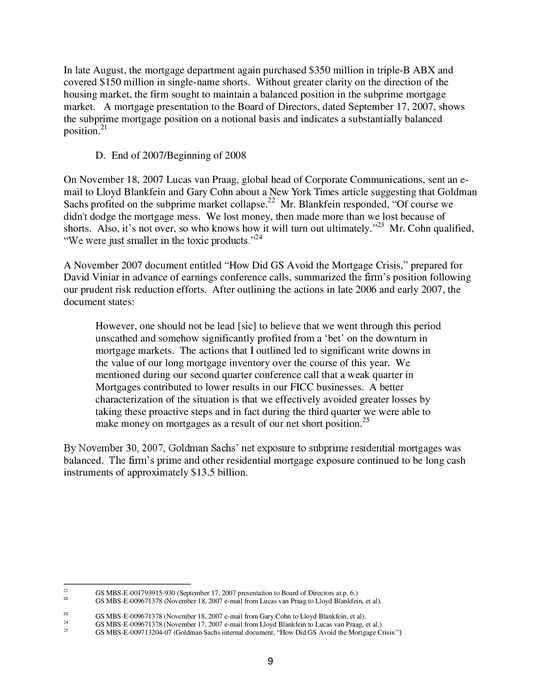 In late August, the mortgage department again purchased $350 million in triple-B ABX and
covered $150 million in single-name shorts.  Without greater clarity on the direction of the
housing market, the firm sought to maintain a balanced position in the subprime mortgage
market.  A mortgage presentation to the Board of Directors, dated September 17, 2007, shows
the subprime mortgage position on a notional basis and indicates a substantially balanced
position.21
D.  End of 2007/Beginning of 2008
On November 18, 2007 Lucas van Praag, global head of Corporate Communications, sent an e-
mail to Lloyd Blankfein and Gary Cohn about a New York Times article suggesting that Goldman
Sachs profited on the subprime market collapse.22  Mr. Blankfein responded, “Of course we
didn't dodge the mortgage mess.  We lost money, then made more than we lost because of
shorts.  Also, it’s not over, so who knows how it will turn out ultimately.”23  Mr. Cohn qualified,
“We were just smaller in the toxic products.”24
A November 2007 document entitled “How Did GS Avoid the Mortgage Crisis,” prepared for
David Viniar in advance of earnings conference calls, summarized the firm’s position following
our prudent risk reduction efforts.  After outlining the actions in late 2006 and early 2007, the
document states:
However, one should not be lead [sic] to believe that we went through this period
unscathed and somehow significantly profited from a ‘bet’ on the downturn in
mortgage markets.  The actions that I outlined led to significant write downs in
the value of our long mortgage inventory over the course of this year.  We
mentioned during our second quarter conference call that a weak quarter in
Mortgages contributed to lower results in our FICC businesses.  A better
characterization of the situation is that we effectively avoided greater losses by
taking these proactive steps and in fact during the third quarter we were able to
make money on mortgages as a result of our net short position.25
By November 30, 2007, Goldman Sachs’ net exposure to subprime residential mortgages was
balanced.  The firm’s prime and other residential mortgage exposure continued to be long cash
instruments of approximately $13.5 billion.
21 GS MBS-E-001793915-930 (September 17, 2007 presentation to Board of Directors at p. 6.)
22 GS MBS-E-009671378 (November 18, 2007 e-mail from Lucas van Praag to Lloyd Blankfein, et al).
23 GS MBS-E-009671378 (November 18, 2007 e-mail from Gary Cohn to Lloyd Blankfein, et al).
24 GS MBS-E-009671378 (November 17, 2007 e-mail from Lloyd Blankfein to Lucas van Praag, et al.)
25 GS MBS-E-009713204-07 (Goldman Sachs internal document, “How Did GS Avoid the Mortgage Crisis”)
9